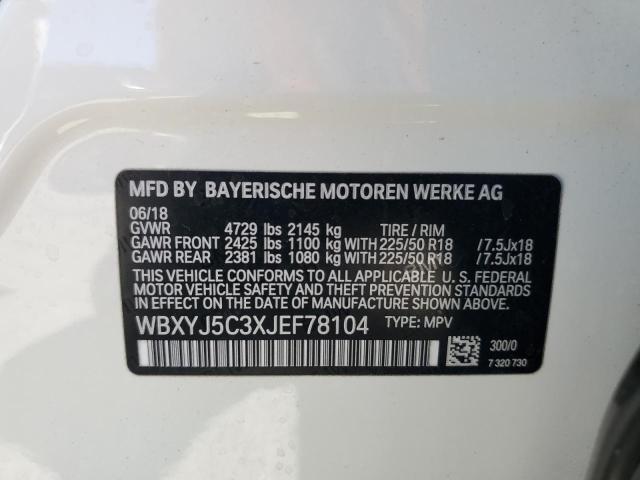 MFD BY BAYERISCHE MOTOREN WERKE AG
06/18
GVWR 4729 lbs 2145 kg TIRE / RIM
GAWR FRONT 2425 lbs 1100 kg WITH 225/50 R18 /7.5Jx18
GAWR REAR 2381 lbs 1080 kg WITH 225/50 R18 /7.5Jx18
THIS VEHICLE CONFORMS TO ALL APPLICABLE U. S. FEDERAL
MOTOR VEHICLE SAFETY BUMPER, AND THEFT PREVENTION
STANDARDS IN EFFECT ON THE DATE OF MANUFACTURE SHOWN ABOVE.
WBXYJ5C3XJEF78104 TYPE: MPV
300/0
7 320 730